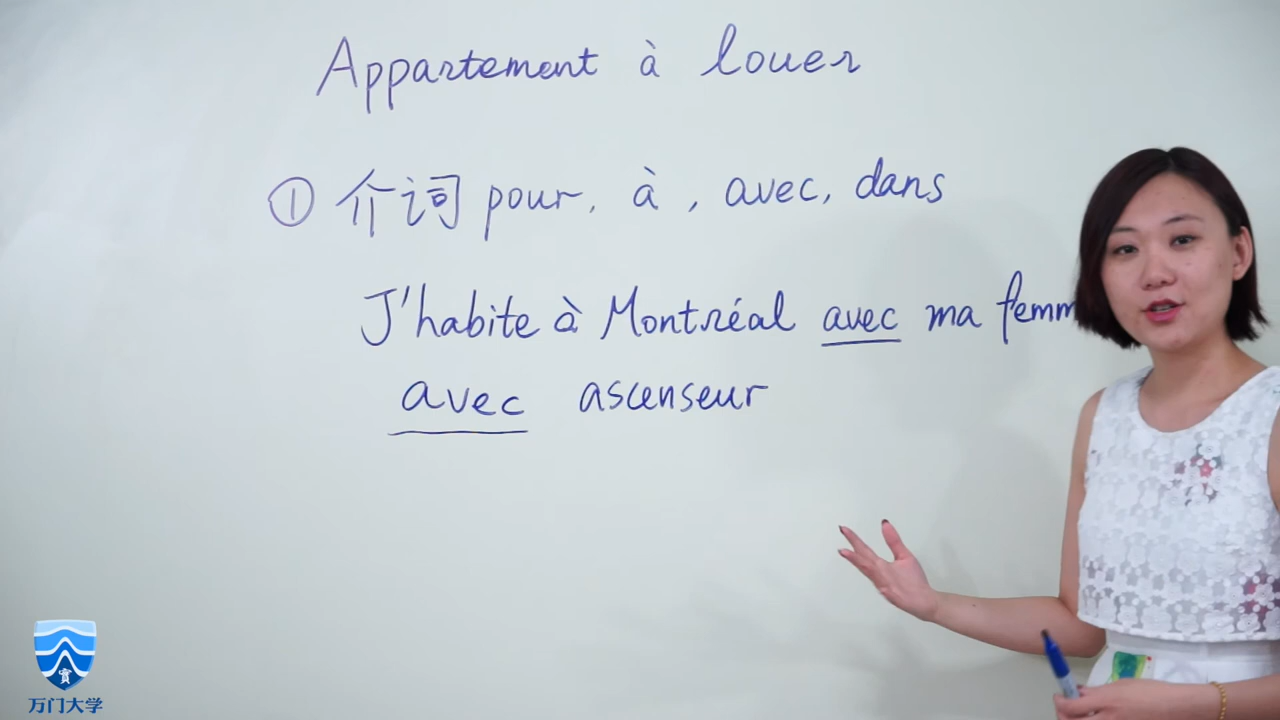 Appartement à louer
① 介词 pour, à, avec, dans
J'habite à Montréal avec ma femm
avec ascenseur
万门大学